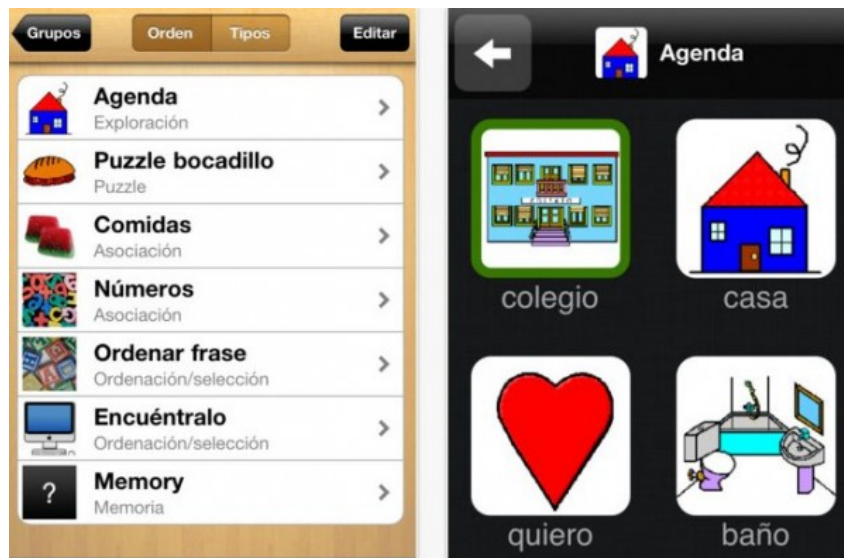 Grupos
Orden
Tipos
Editar
Agenda
Exploración
Puzzle bocadillo
Puzzle
Comidas
Asociación
Números
Asociación
Ordenar frase
Ordenación/selección
Encuéntralo
Ordenación/selección
?
Memory
Memoria
Agenda
colegio
casa
quiero
baño